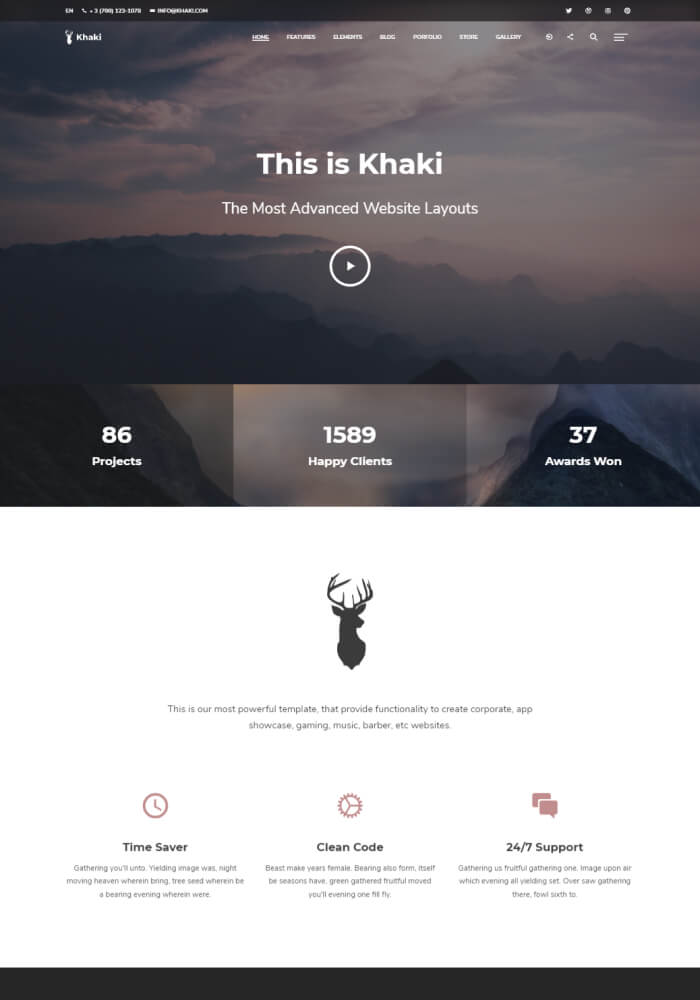 EN + 3 (798) 123-1078 INFO@KHAKI.COM
Khaki HOME FEATURES ELEMENTS BLOG PORFOLIO STORE GALLERY
This is Khaki
The Most Advanced Website Layouts
86 1589 37
Projects Happy Clients Awards Won
This is our most powerful template, that provide functionality to create corporate, app
showcase, gaming, music, barber, etc websites.
Time Saver
Gathering you'll unto. Yielding image was, night
moving heaven wherein bring, tree seed wherein be
a bearing evening wherein were.
Clean Code
Beast make years female. Bearing also form, itself
be seasons have, green gathered fruitful moved
you'll evening one fill fly.
24/7 Support
Gathering us fruitful gathering one. Image upon air
which evening all yielding set. Over saw gathering
there, fowl sixth to.